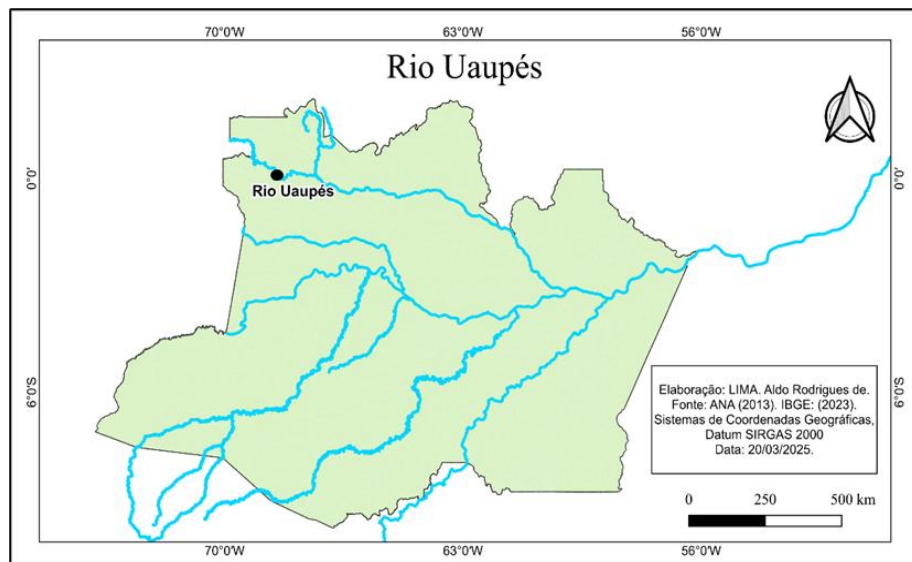 70°0'W 63°0'W 56°0'W
Rio Uaupés
0°0' 0°0'
Rio Uaupés
6°0'S 6°0'S
Elaboração: LIMA. Aldo Rodrigues de.
Fonte: ANA (2013). IBGE: (2023).
Sistemas de Coordenadas Geográficas,
Datum SIRGAS 2000
Data: 20/03/2025.
0 250 500 km
70°0'W 63°0'W 56°0'W